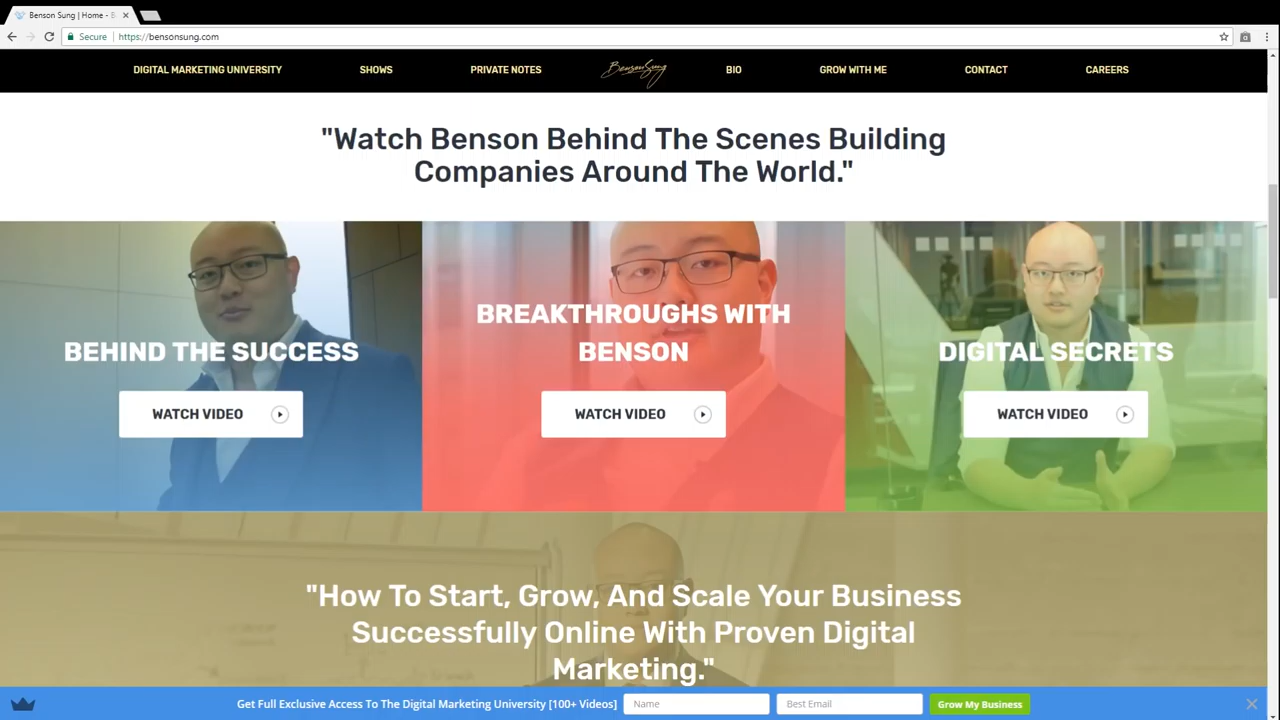 Benson Sung | Home - B
Secure https://bensonsung.com
DIGITAL MARKETING UNIVERSITY SHOWS PRIVATE NOTES BensonSung BIO GROW WITH ME CONTACT CAREERS
"Watch Benson Behind The Scenes Building
Companies Around The World."
BEHIND THE SUCCESS
WATCH VIDEO
BREAKTHROUGHS WITH
BENSON
WATCH VIDEO
DIGITAL SECRETS
WATCH VIDEO
"How To Start, Grow, And Scale Your Business
Successfully Online With Proven Digital
Marketing."
Get Full Exclusive Access To The Digital Marketing University [100+ Videos] Name Best Email Grow My Business